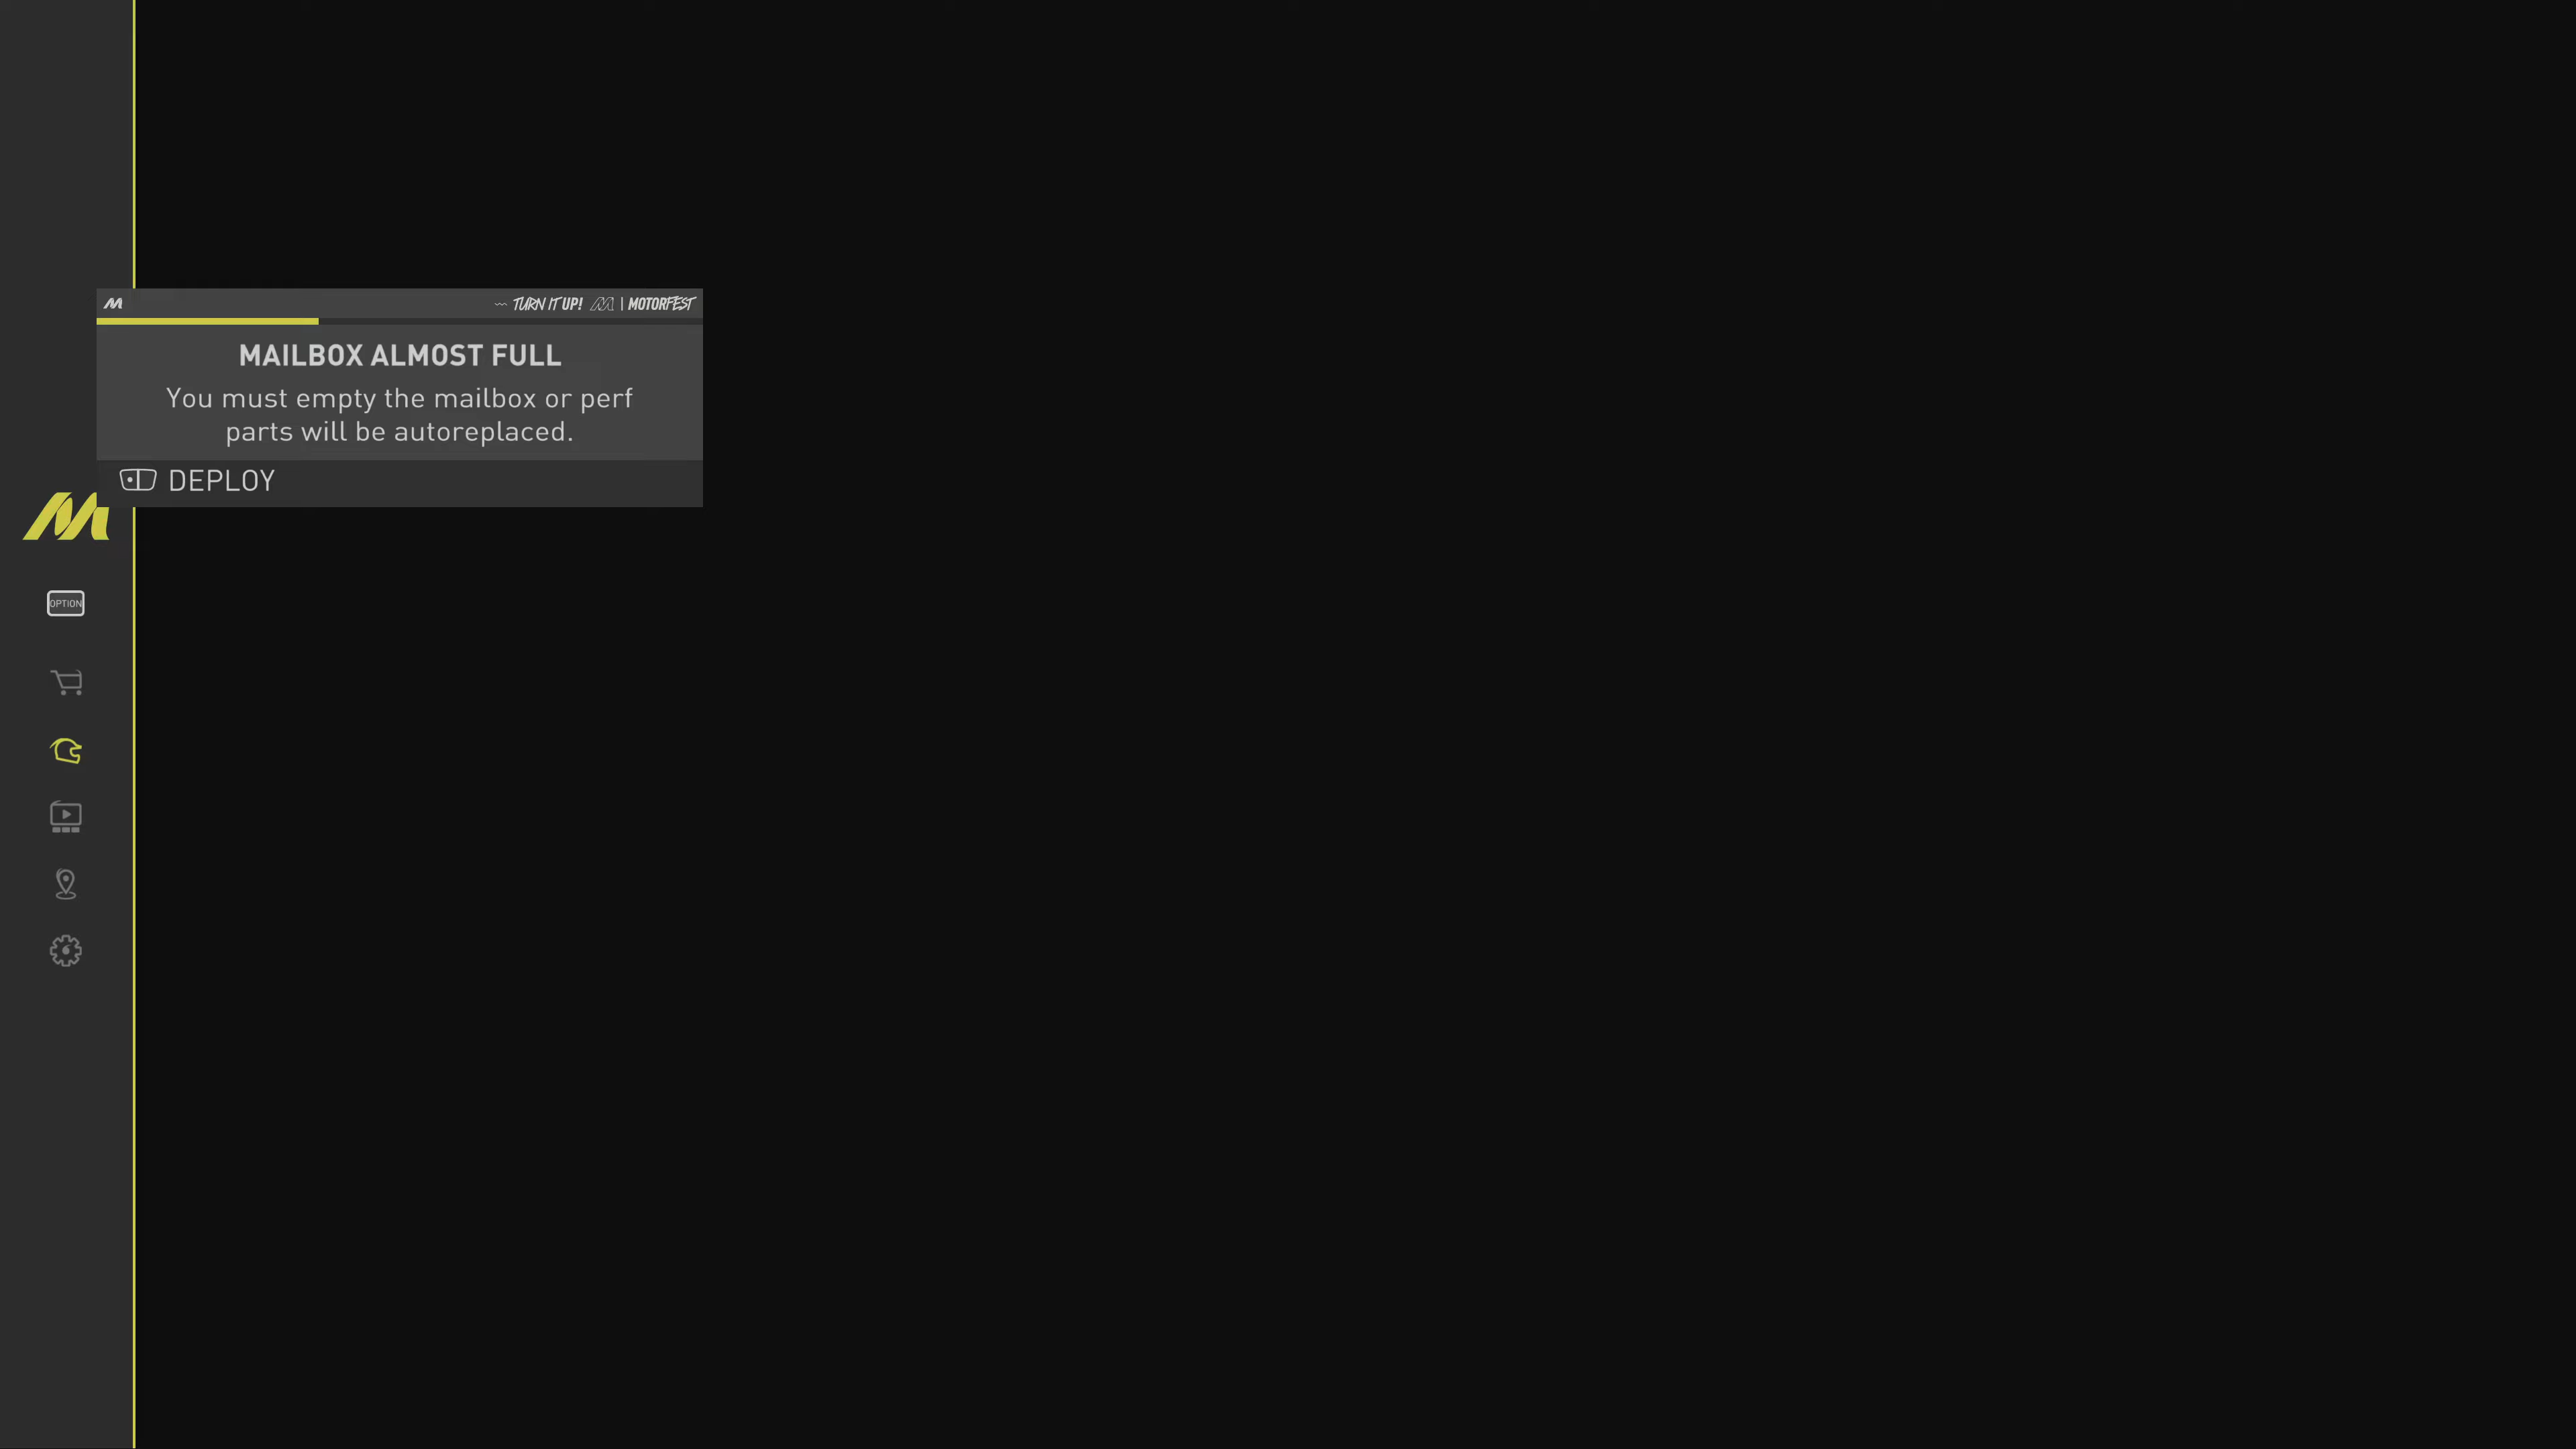 TURN IT UP! M | MOTORFEST
MAILBOX ALMOST FULL
You must empty the mailbox or perf
parts will be autoreplaced.
DEPLOY
OPTION